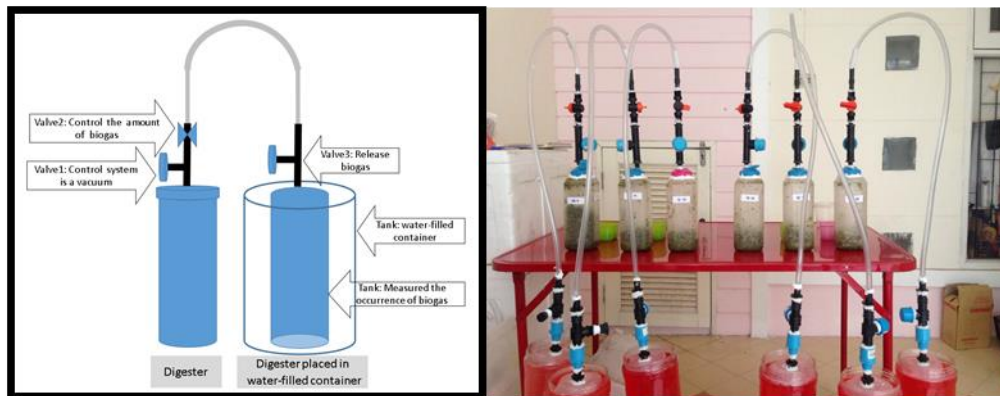 Valve2: Control the amount
of biogas
Valve1: Control system
is a vacuum
Valve3: Release
biogas
Tank: water-filled
container
Tank: Measured the
occurrence of biogas
Digester
Digester placed in
water-filled container